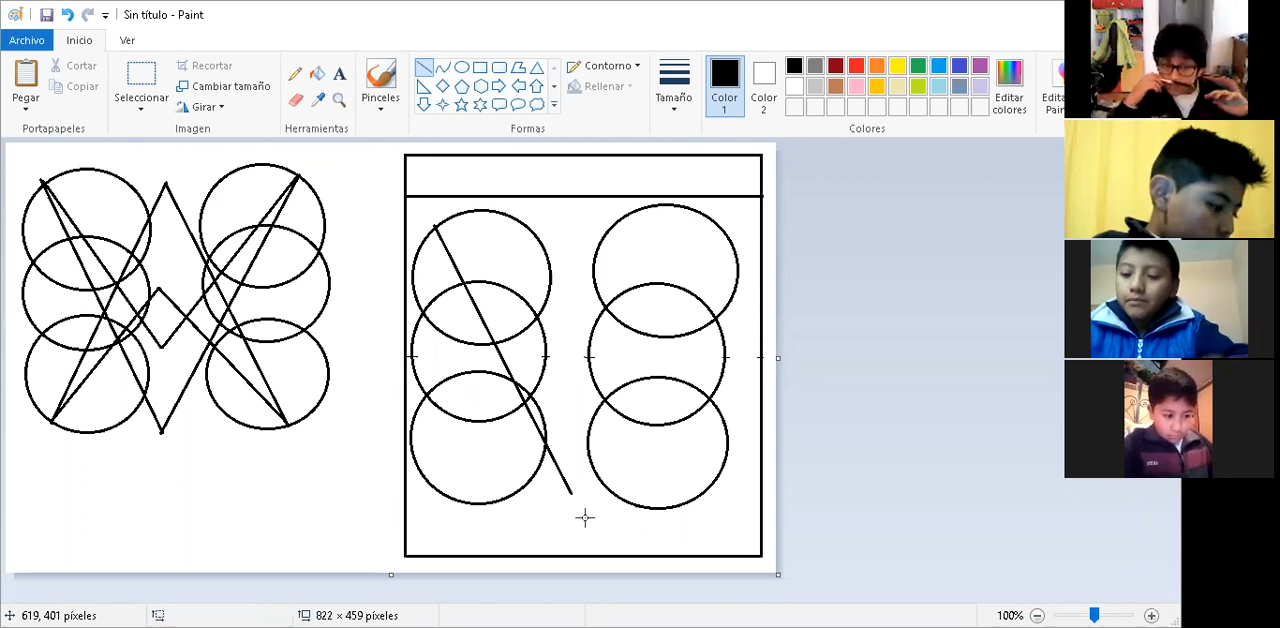 Sin título - Paint
Archivo Inicio Ver
Pegar
Cortar
Copiar
Portapapeles
Seleccionar
Recortar
Cambiar tamaño
Girar
Imagen
A
Herramientas
Pinceles
Contorno
Rellenar
Formas
Tamaño
Color 1
Color 2
Editar colores
Colores
619, 401 píxeles
822 × 459 píxeles
100%